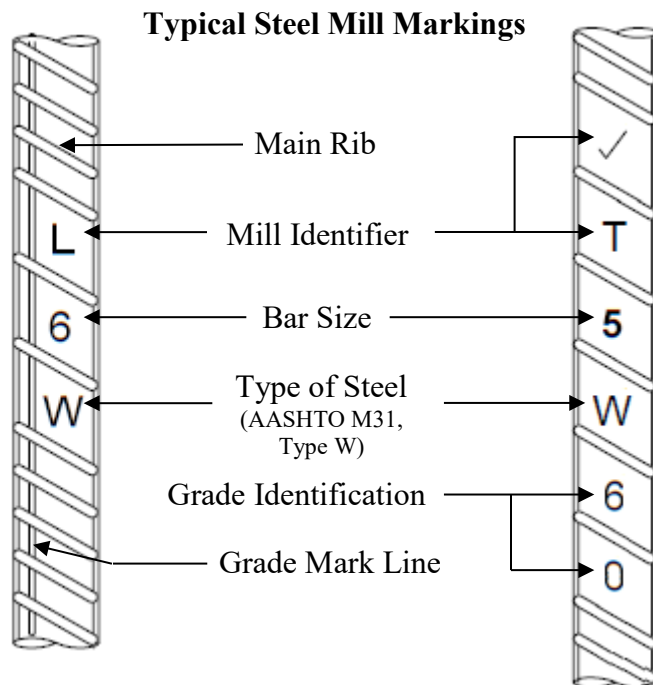 Typical Steel Mill Markings
Main Rib
L
Mill Identifier
✓
T
6
Bar Size
5
W
Type of Steel
(AASHTO M31,
Type W)
W
Grade Identification
6
0
Grade Mark Line